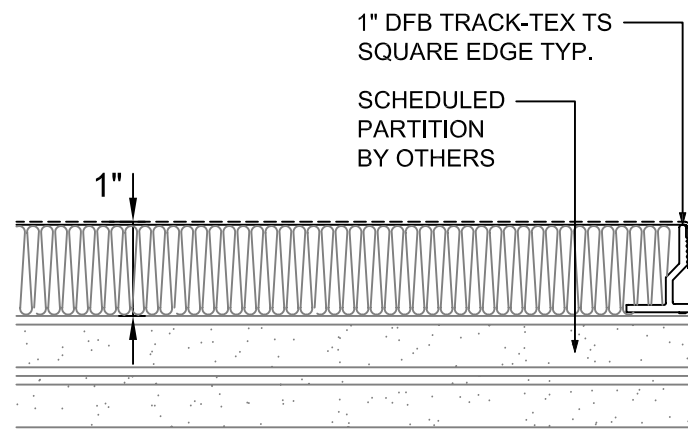 1" DFB TRACK-TEX TS
SQUARE EDGE TYP.
SCHEDULED
PARTITION
BY OTHERS
1"